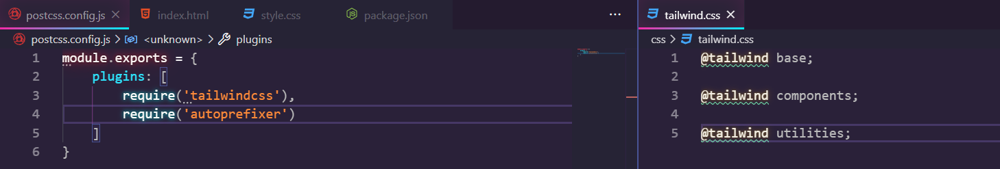 postcss.config.js index.html style.css package.json ...
postcss.config.js > <unknown> > plugins
1 module.exports = {
2 plugins: [
3 require('tailwindcss'),
4 require('autoprefixer')
5 ]
6 }
tailwind.css
css > tailwind.css
1 @tailwind base;
2
3 @tailwind components;
4
5 @tailwind utilities;